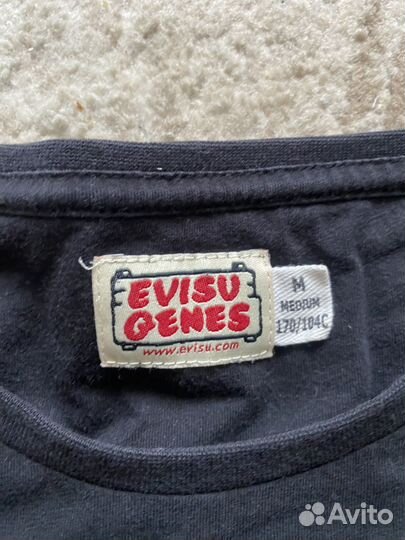 EVISU
GENES
www.evisu.com
M
MEDIUM
170/104C
Avito